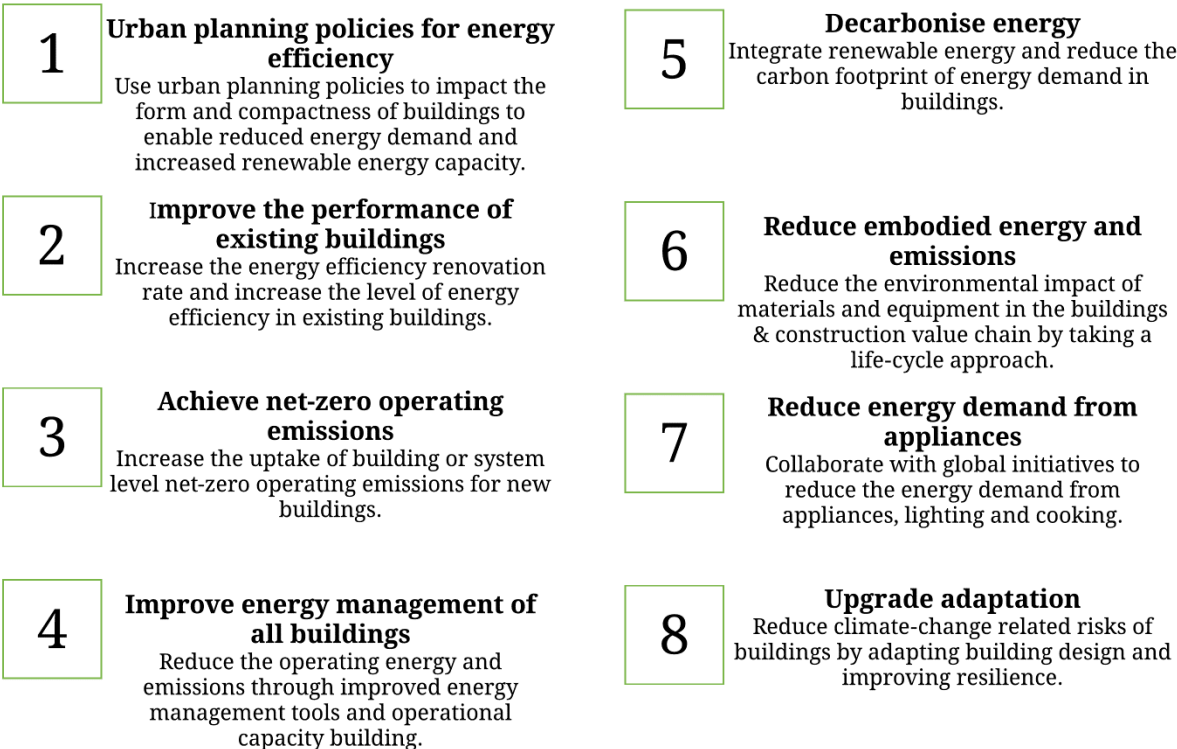 1
Urban planning policies for energy
efficiency
Use urban planning policies to impact the
form and compactness of buildings to
enable reduced energy demand and
increased renewable energy capacity.
2
Improve the performance of
existing buildings
Increase the energy efficiency renovation
rate and increase the level of energy
efficiency in existing buildings.
3
Achieve net-zero operating
emissions
Increase the uptake of building or system
level net-zero operating emissions for new
buildings.
4
Improve energy management of
all buildings
Reduce the operating energy and
emissions through improved energy
management tools and operational
capacity building.
5
Decarbonise energy
Integrate renewable energy and reduce the
carbon footprint of energy demand in
buildings.
6
Reduce embodied energy and
emissions
Reduce the environmental impact of
materials and equipment in the buildings
& construction value chain by taking a
life-cycle approach.
7
Reduce energy demand from
appliances
Collaborate with global initiatives to
reduce the energy demand from
appliances, lighting and cooking.
8
Upgrade adaptation
Reduce climate-change related risks of
buildings by adapting building design and
improving resilience.